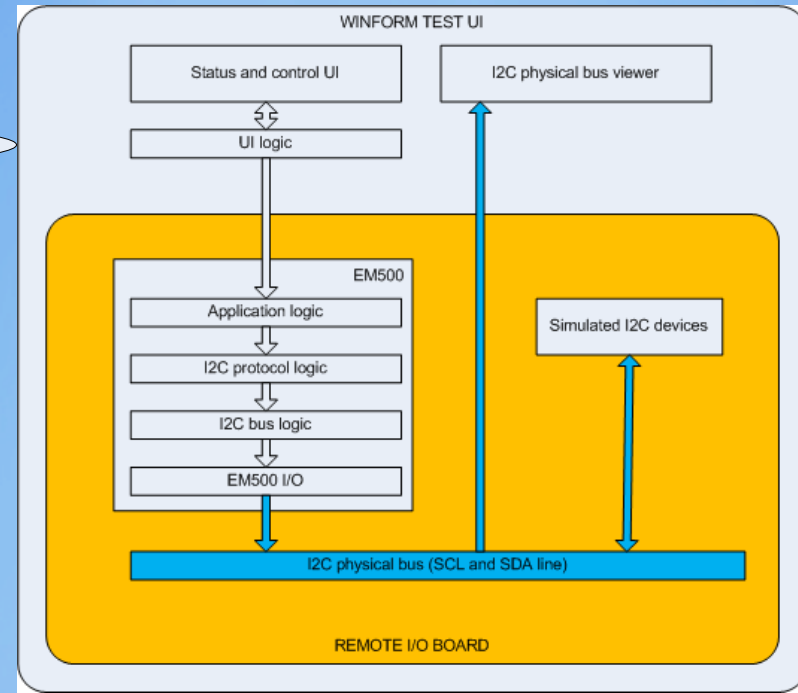 WINFORM TEST UI
Status and control UI
I2C physical bus viewer
UI logic
EM500
Application logic
Simulated I2C devices
I2C protocol logic
I2C bus logic
EM500 I/O
I2C physical bus (SCL and SDA line)
REMOTE I/O BOARD